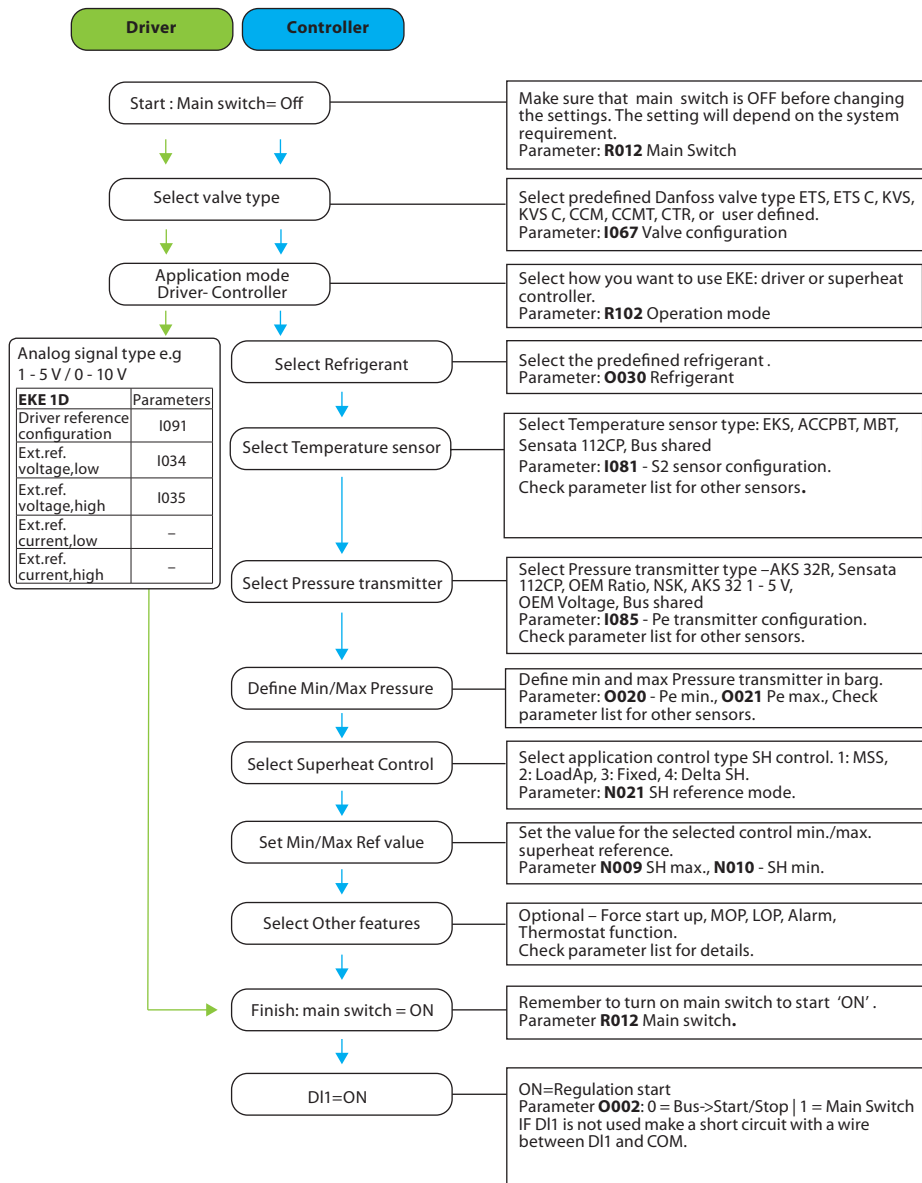 Driver
Controller
Start : Main switch= Off
Make sure that main switch is OFF before changing
the settings. The setting will depend on the system
requirement.
Parameter: R012 Main Switch
Select valve type
Select predefined Danfoss valve type ETS, ETS C, KVS,
KVS C, CCM, CCMT, CTR, or user defined.
Parameter: I067 Valve configuration
Application mode
Driver- Controller
Select how you want to use EKE: driver or superheat
controller.
Parameter: R102 Operation mode
Analog signal type e.g
1 - 5 V / 0 - 10 V
EKE 1D Parameters
Driver reference
configuration I091
Ext.ref.
voltage,low I034
Ext.ref.
voltage,high I035
Ext.ref.
current,low –
Ext.ref.
current,high –
Select Refrigerant
Select the predefined refrigerant .
Parameter: O030 Refrigerant
Select Temperature sensor
Select Temperature sensor type: EKS, ACCPBT, MBT,
Sensata 112CP, Bus shared
Parameter: I081 - S2 sensor configuration.
Check parameter list for other sensors.
Select Pressure transmitter
Select Pressure transmitter type –AKS 32R, Sensata
112CP, OEM Ratio, NSK, AKS 32 1 - 5 V,
OEM Voltage, Bus shared
Parameter: I085 - Pe transmitter configuration.
Check parameter list for other sensors.
Define Min/Max Pressure
Define min and max Pressure transmitter in barg.
Parameter: O020 - Pe min., O021 Pe max., Check
parameter list for other sensors.
Select Superheat Control
Select application control type SH control. 1: MSS,
2: LoadAp, 3: Fixed, 4: Delta SH.
Parameter: N021 SH reference mode.
Set Min/Max Ref value
Set the value for the selected control min./max.
superheat reference.
Parameter N009 SH max., N010 - SH min.
Select Other features
Optional – Force start up, MOP, LOP, Alarm,
Thermostat function.
Check parameter list for details.
Finish: main switch = ON
Remember to turn on main switch to start 'ON' .
Parameter R012 Main switch.
DI1=ON
ON=Regulation start
Parameter O002: 0 = Bus->Start/Stop | 1 = Main Switch
IF DI1 is not used make a short circuit with a wire
between DI1 and COM.